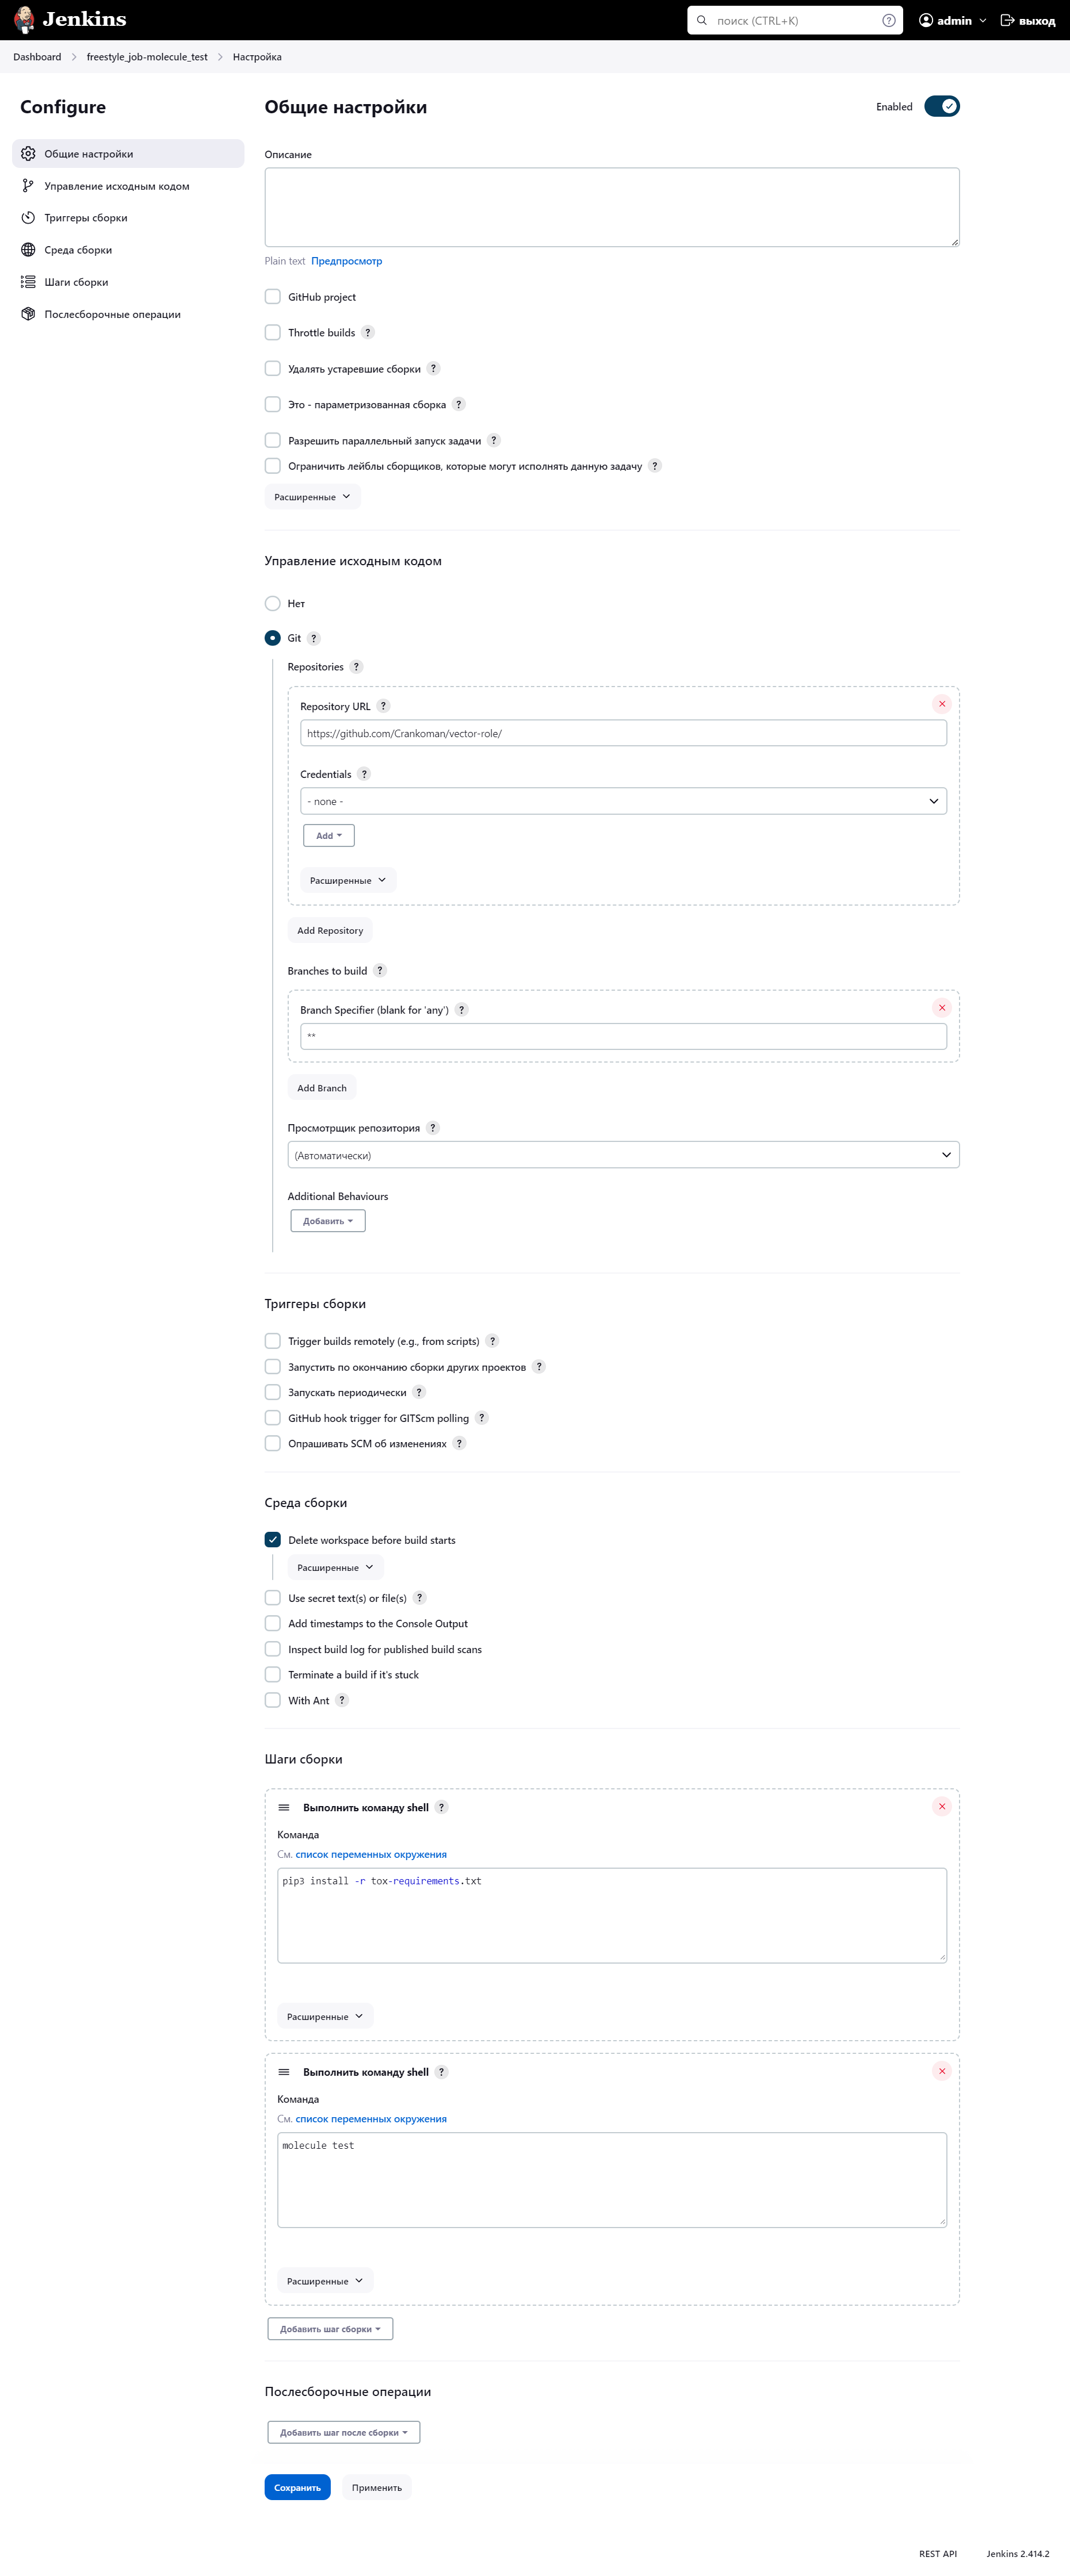 Jenkins
поиск (CTRL+K)
?
admin
выход
Dashboard
freestyle_job-molecule_test
Настройка
Configure
Общие настройки
Управление исходным кодом
Триггеры сборки
Среда сборки
Шаги сборки
Послесборочные операции
Общие настройки
Enabled
Описание
Plain text Предпросмотр
GitHub project
Throttle builds ?
Удалять устаревшие сборки ?
Это - параметризованная сборка ?
Разрешить параллельный запуск задачи ?
Ограничить лейблы сборщиков, которые могут исполнять данную задачу ?
Расширенные
Управление исходным кодом
Нет
Git ?
Repositories ?
Repository URL ?
https://github.com/Crankoman/vector-role/
Credentials ?
- none -
Add
Расширенные
Add Repository
Branches to build ?
Branch Specifier (blank for 'any') ?
**
Add Branch
Просмотрщик репозитория ?
(Автоматически)
Additional Behaviours
Добавить
Триггеры сборки
Trigger builds remotely (e.g., from scripts) ?
Запустить по окончанию сборки других проектов ?
Запускать периодически ?
GitHub hook trigger for GITScm polling ?
Опрашивать SCM об изменениях ?
Среда сборки
Delete workspace before build starts
Расширенные
Use secret text(s) or file(s) ?
Add timestamps to the Console Output
Inspect build log for published build scans
Terminate a build if it's stuck
With Ant ?
Шаги сборки
Выполнить команду shell ?
Команда
См. список переменных окружения
pip3 install -r tox-requirements.txt
Расширенные
Выполнить команду shell ?
Команда
См. список переменных окружения
molecule test
Расширенные
Добавить шаг сборки
Послесборочные операции
Добавить шаг после сборки
Сохранить
Применить
REST API
Jenkins 2.414.2